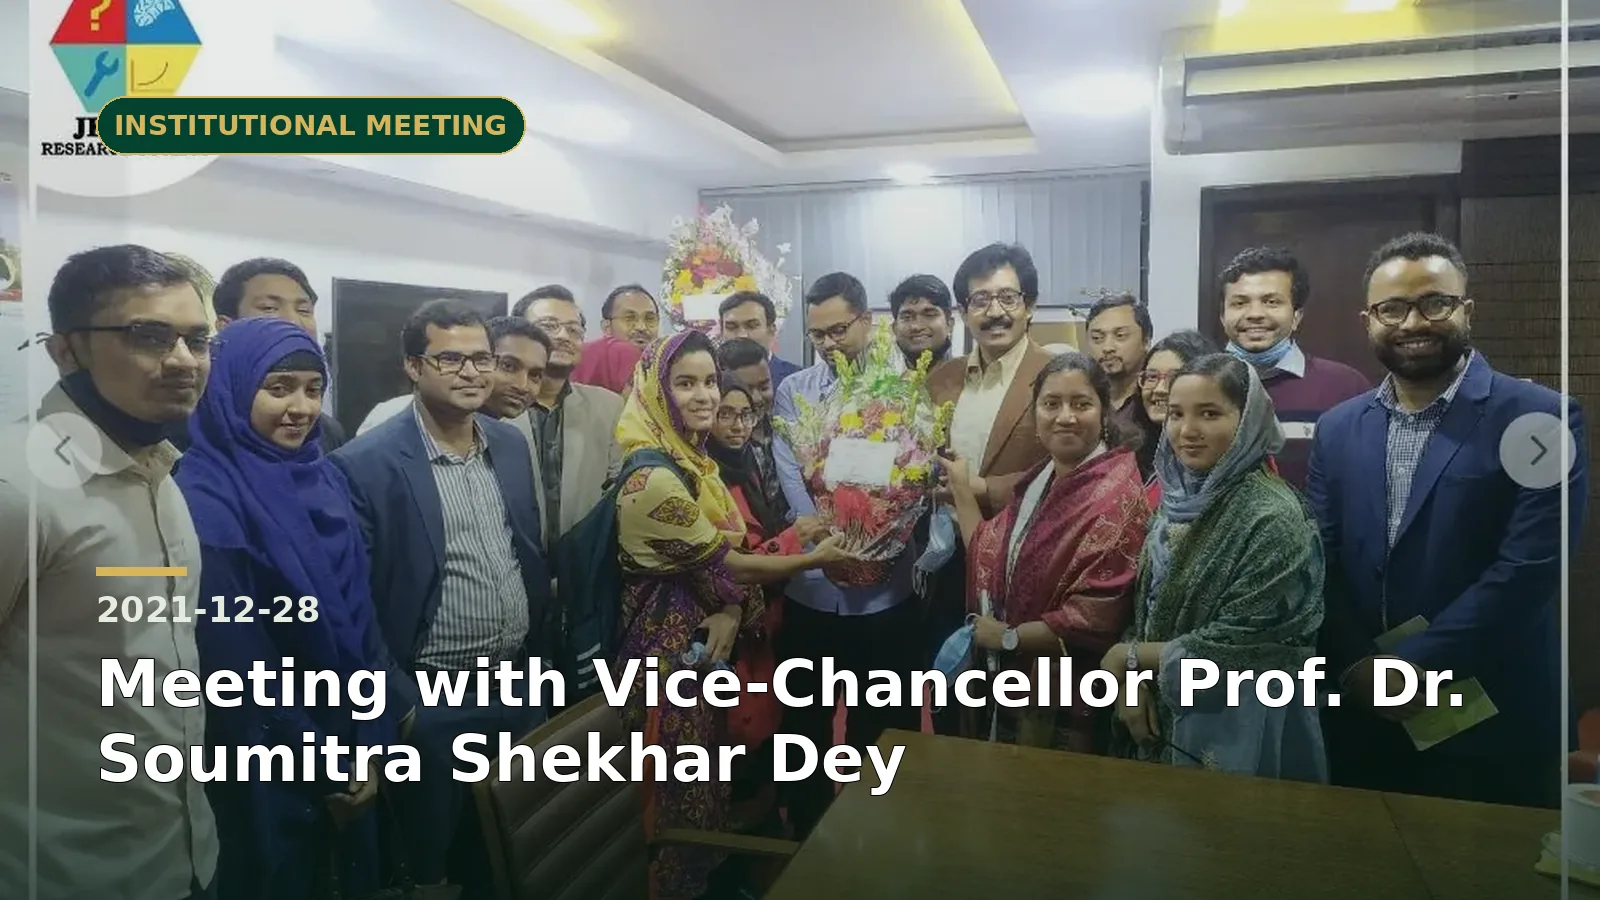 ?
INSTITUTIONAL MEETING
2021-12-28
Meeting with Vice-Chancellor Prof. Dr.
Soumitra Shekhar Dey